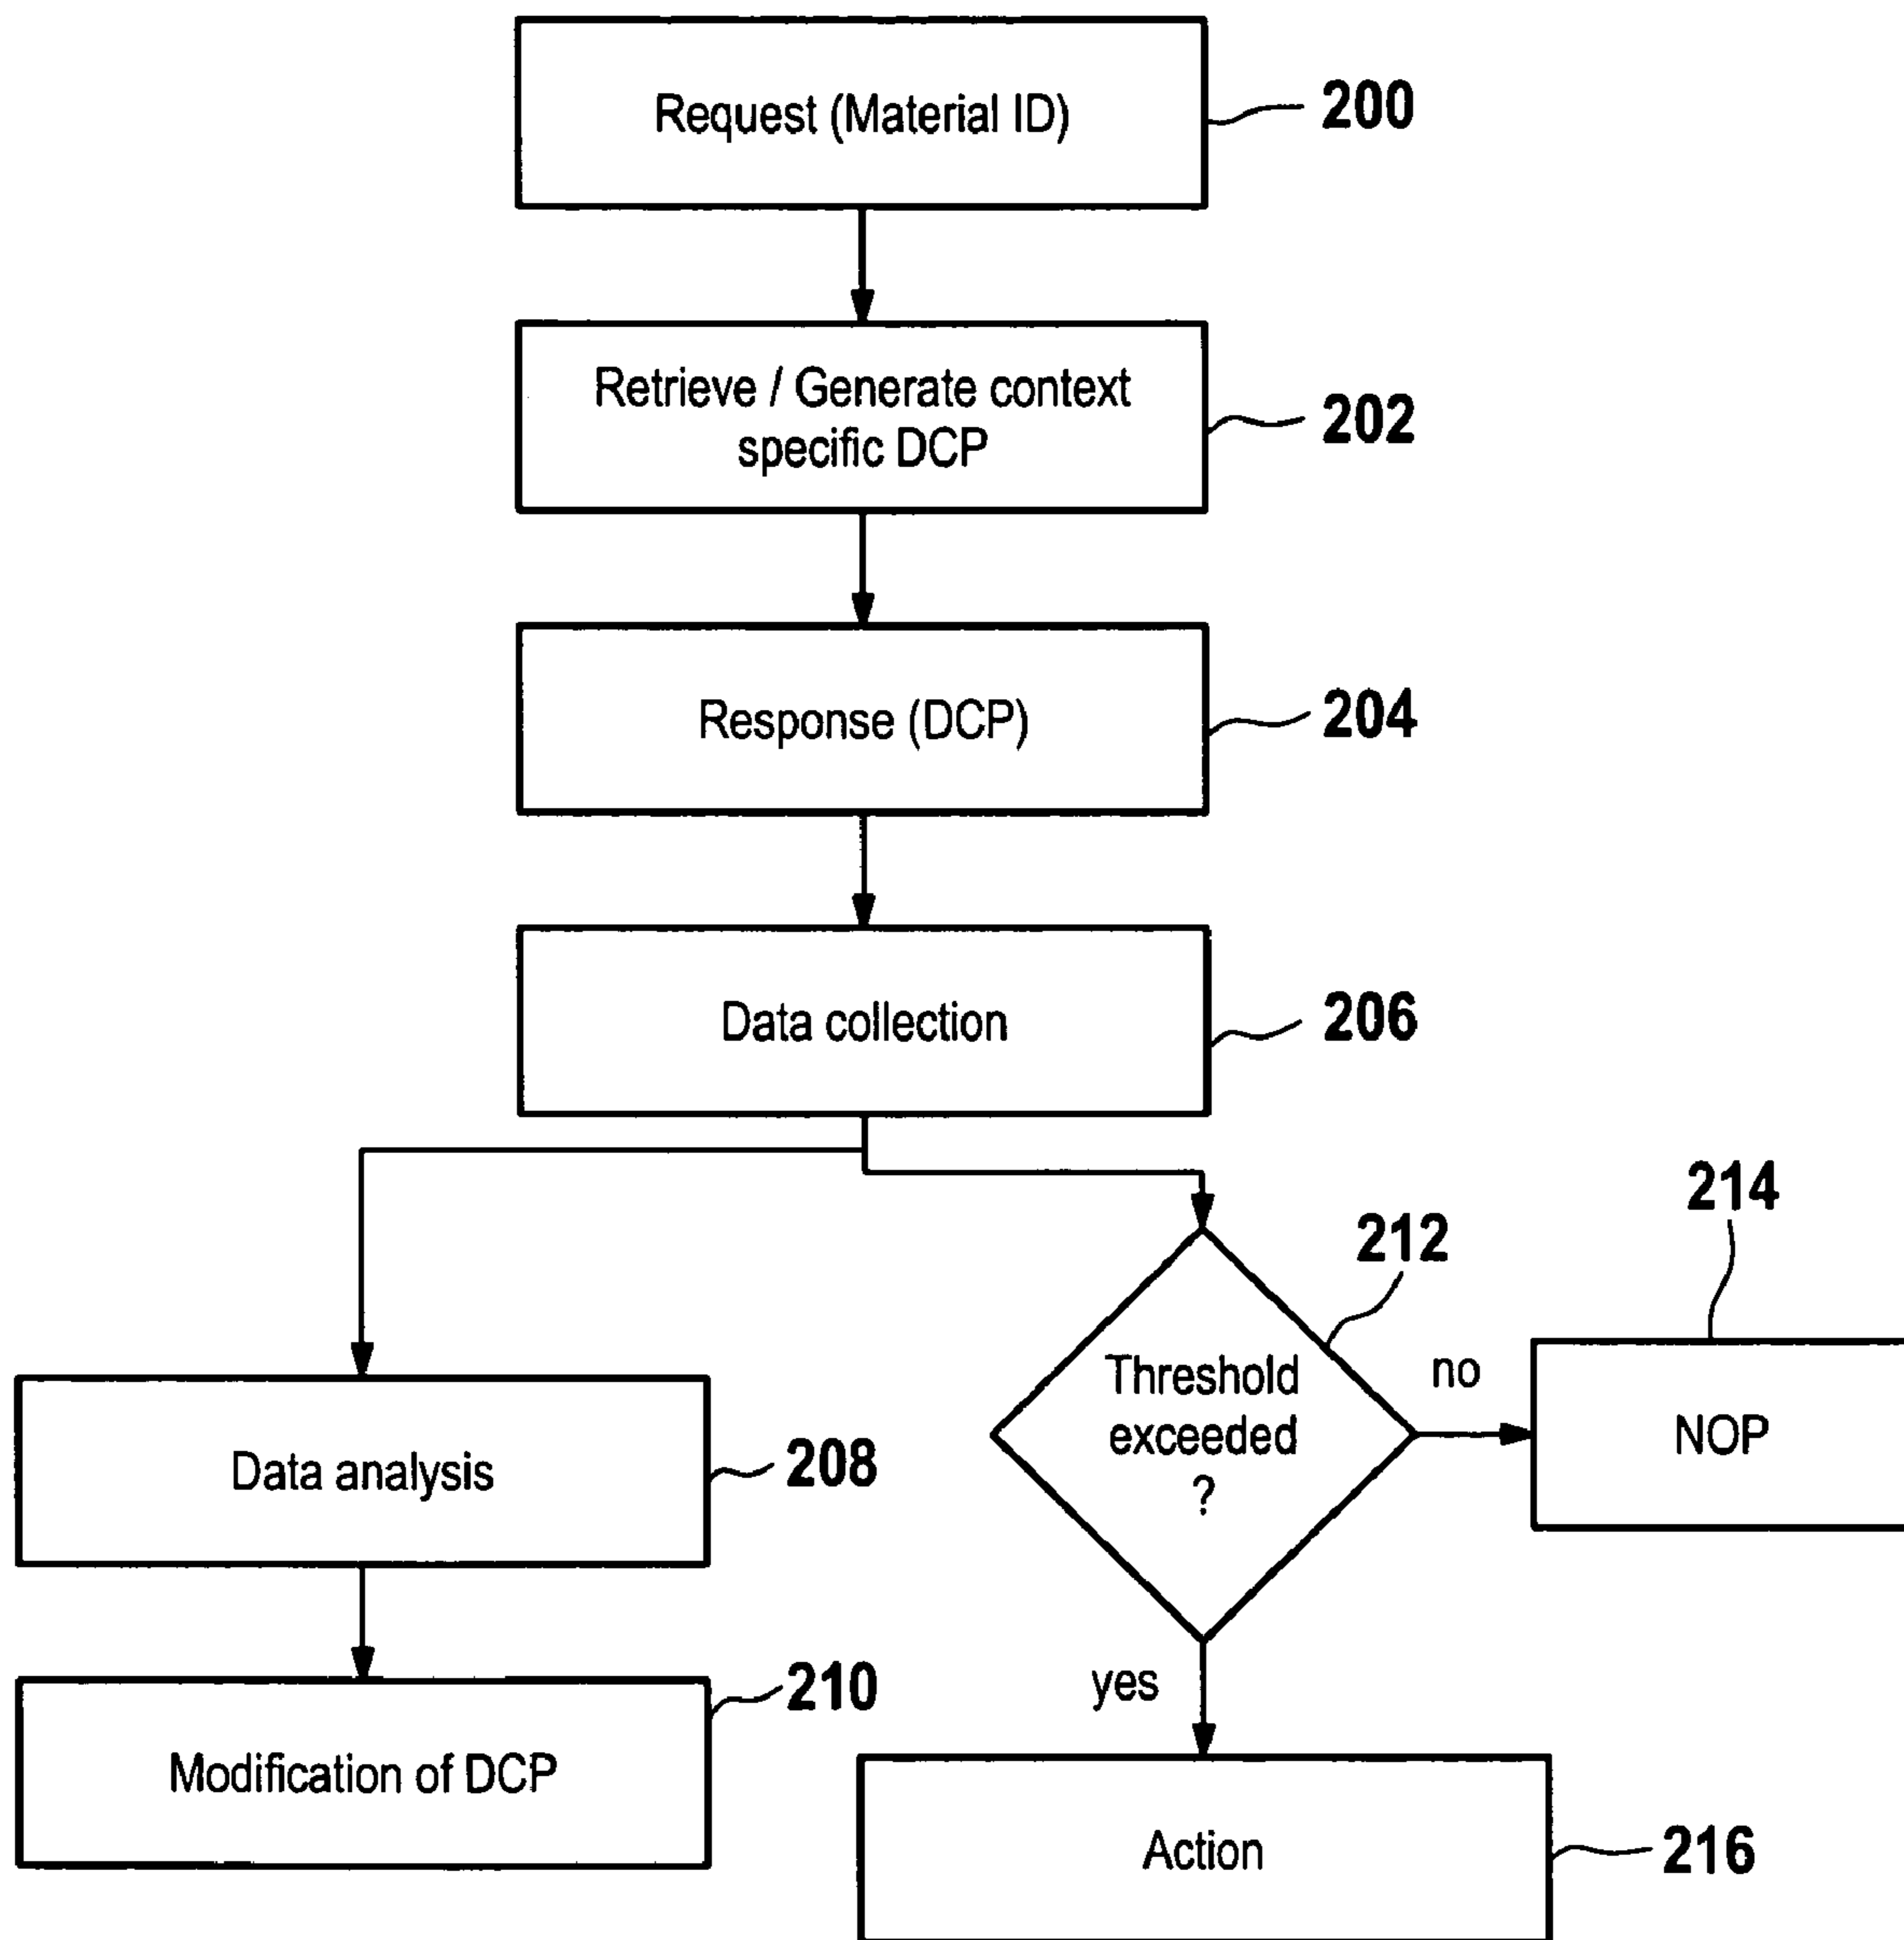 Request (Material ID)
200
Retrieve / Generate context
specific DCP
202
Response (DCP)
204
Data collection
206
214
212
Threshold
exceeded
?
no
NOP
Data analysis
208
yes
210
Modification of DCP
Action
216